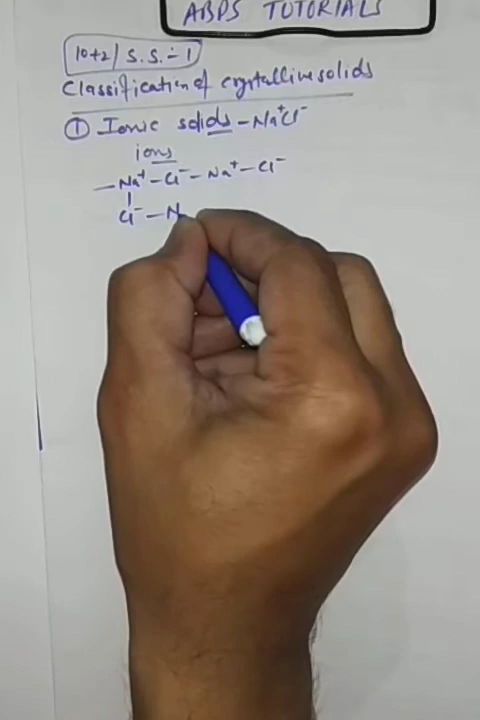 ABPS TUTORIALS
10+2/ S.S.-1
Classification of crystalline solids
① Ionic solids - Na⁺Cl⁻
ions
— Na⁺ — Cl⁻ — Na⁺ — Cl⁻
|
Cl⁻ — N